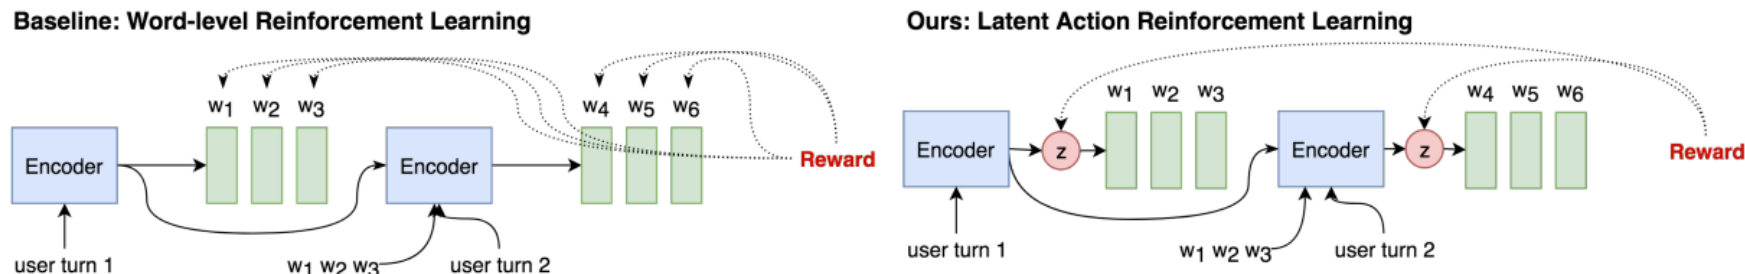 Baseline: Word-level Reinforcement Learning
w1 w2 w3
w4 w5 w6
Encoder
Encoder
Reward
user turn 1
w1 w2 w3
user turn 2
Ours: Latent Action Reinforcement Learning
w1 w2 w3
w4 w5 w6
Encoder
z
Encoder
z
Reward
user turn 1
w1 w2 w3
user turn 2